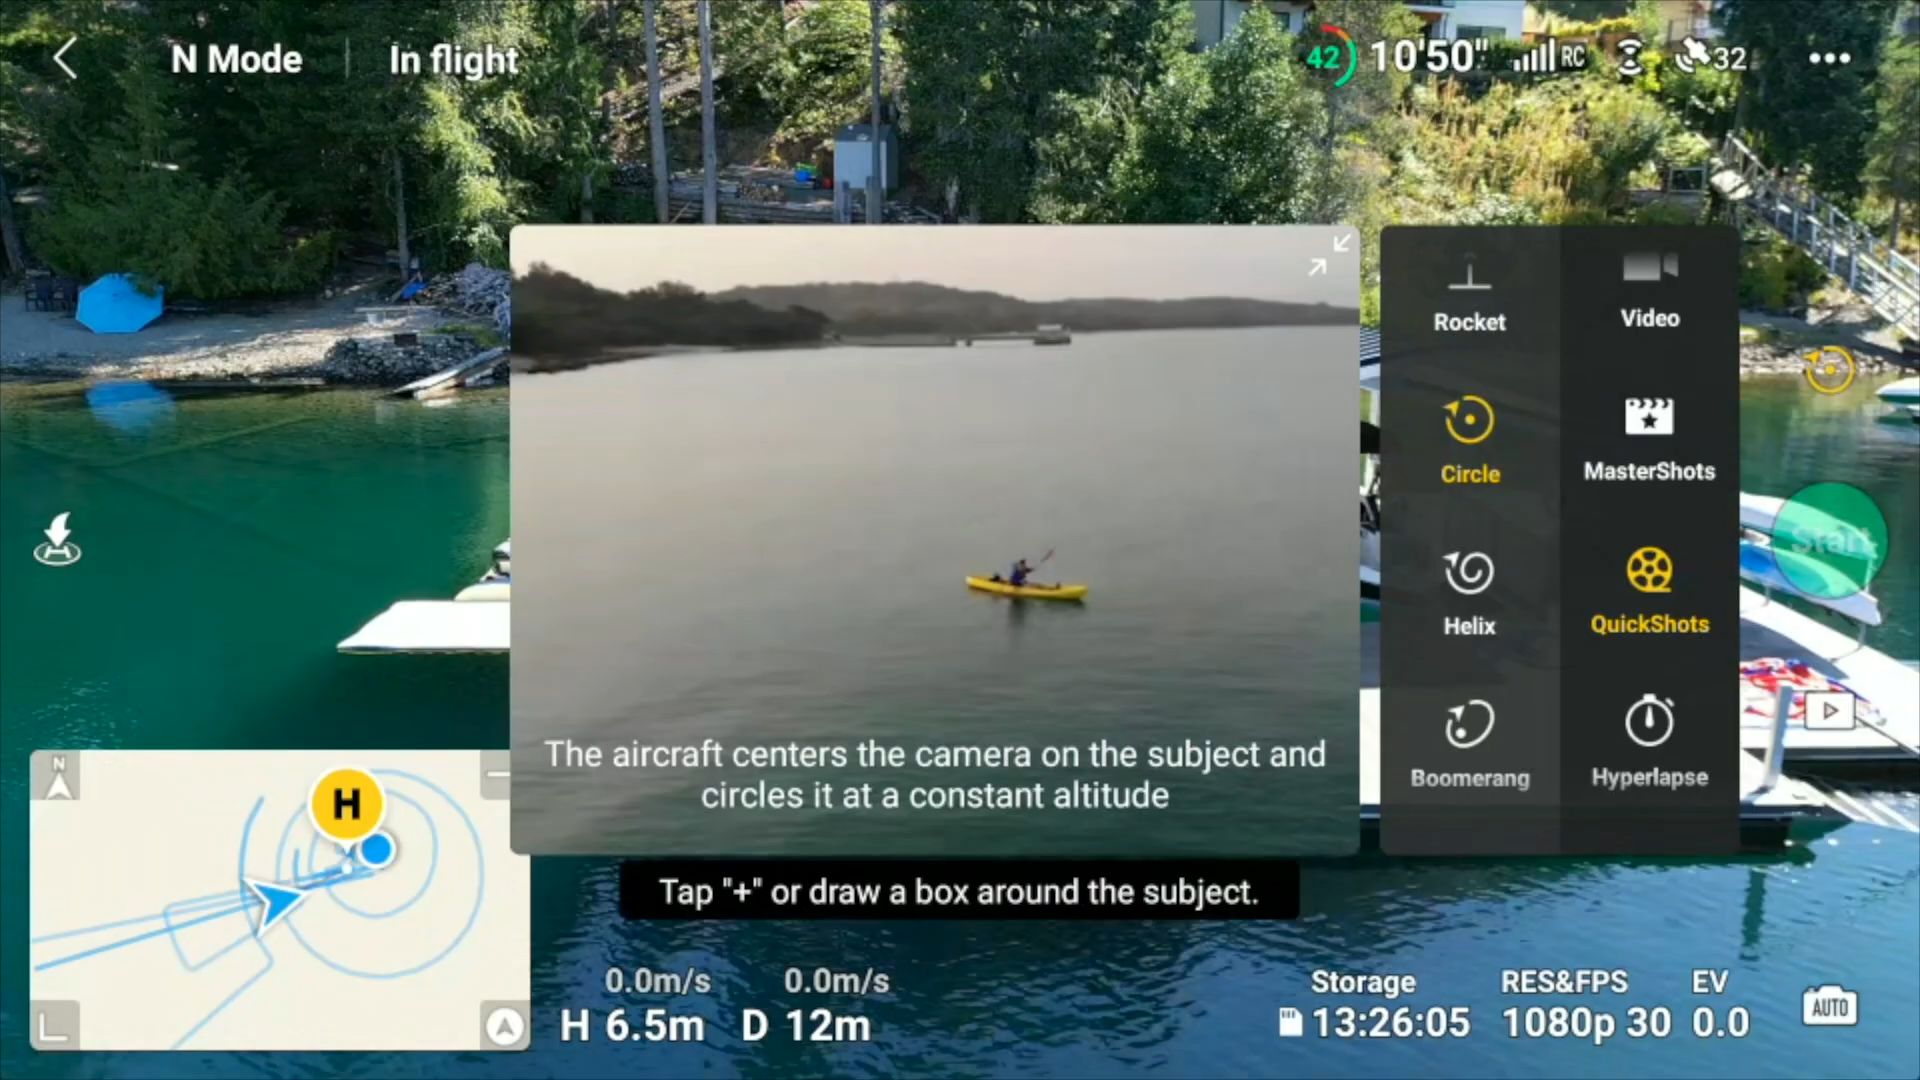 N Mode
In flight
42
10'50"
RC
32
Rocket
Video
Circle
MasterShots
Helix
QuickShots
Start
Boomerang
Hyperlapse
The aircraft centers the camera on the subject and
circles it at a constant altitude
Tap "+" or draw a box around the subject.
N
H
0.0m/s
0.0m/s
H 6.5m
D 12m
Storage
13:26:05
RES&FPS
1080p 30
EV
0.0
AUTO